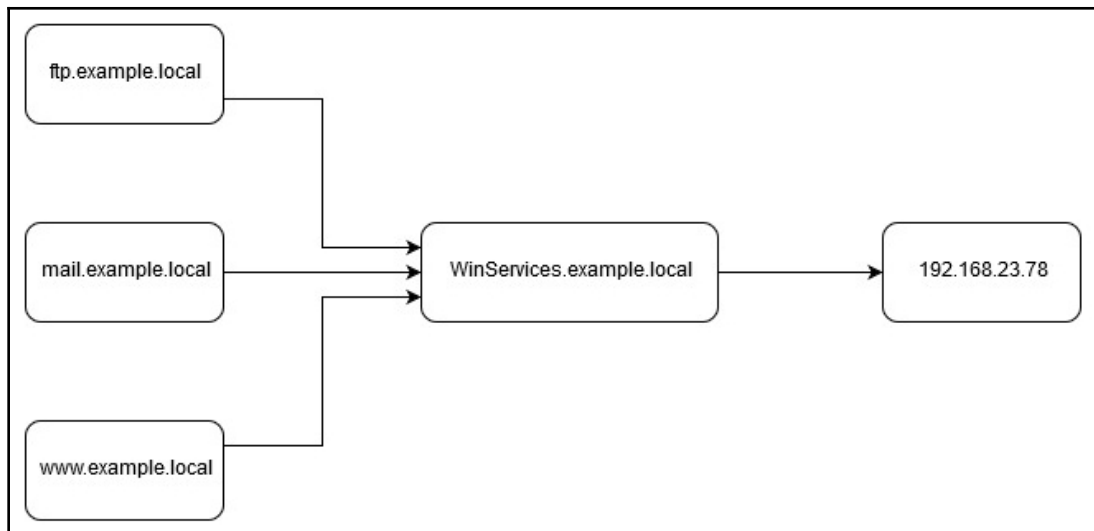 ftp.example.local
mail.example.local
WinServices.example.local
192.168.23.78
www.example.local